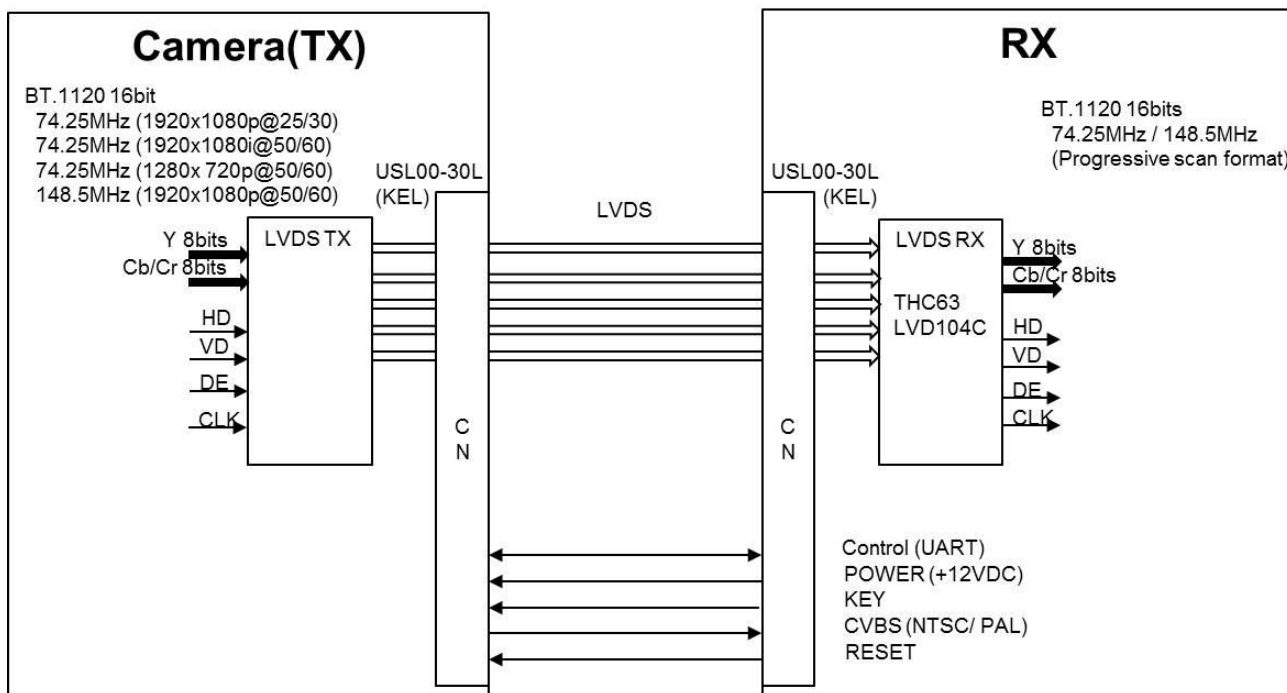 Camera(TX)
BT.1120 16bit
74.25MHz (1920x1080p@25/30)
74.25MHz (1920x1080i@50/60)
74.25MHz (1280x 720p@50/60)
148.5MHz (1920x1080p@50/60)
USL00-30L
(KEL)
Y 8bits
Cb/Cr 8bits
HD
VD
DE
CLK
LVDS TX
C
N
LVDS
RX
BT.1120 16bits
74.25MHz / 148.5MHz
(Progressive scan format)
USL00-30L
(KEL)
C
N
LVDS RX
THC63
LVD104C
Y 8bits
Cb/Cr 8bits
HD
VD
DE
CLK
Control (UART)
POWER (+12VDC)
KEY
CVBS (NTSC/ PAL)
RESET